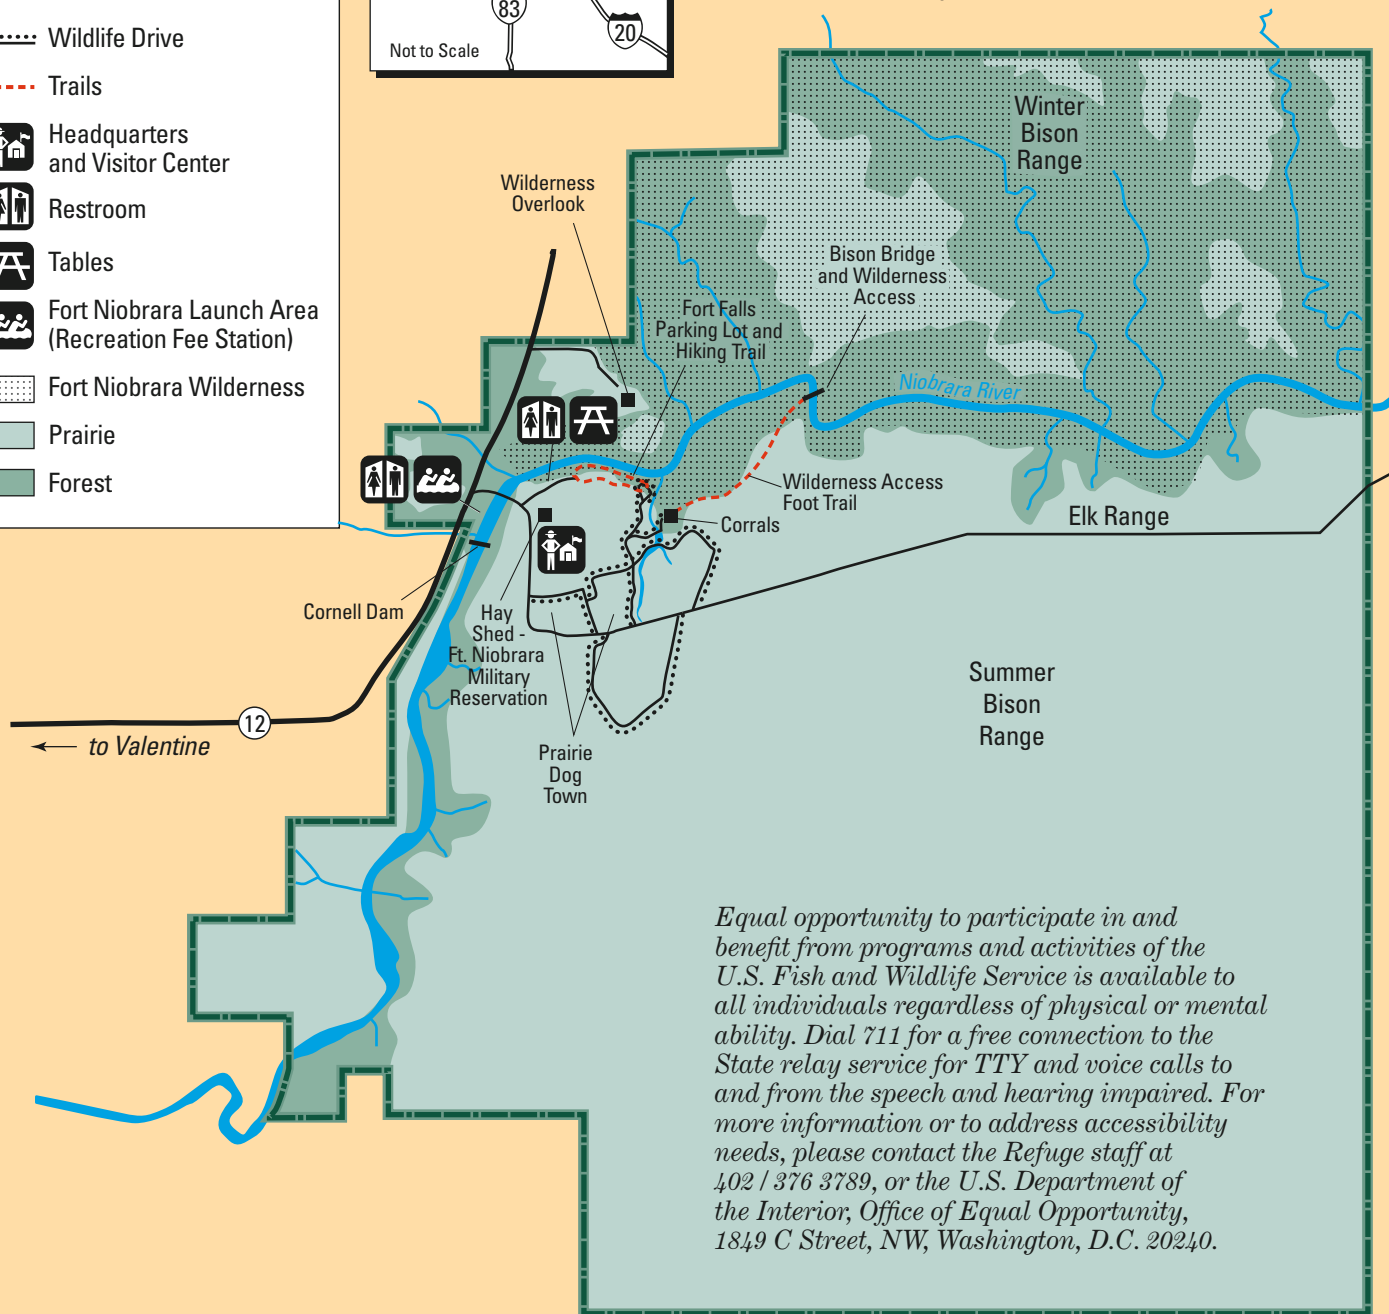 Wildlife Drive
Trails
Headquarters
and Visitor Center
Restroom
Tables
Fort Niobrara Launch Area
(Recreation Fee Station)
Fort Niobrara Wilderness
Prairie
Forest
83
20
Not to Scale
Winter
Bison
Range
Wilderness
Overlook
Bison Bridge
and Wilderness
Access
Fort Falls
Parking Lot and
Hiking Trail
Niobrara River
Wilderness Access
Foot Trail
Corrals
Elk Range
Cornell Dam
Hay
Shed -
Ft. Niobrara
Military
Reservation
Summer
Bison
Range
12
to Valentine
Prairie
Dog
Town
Equal opportunity to participate in and
benefit from programs and activities of the
U.S. Fish and Wildlife Service is available to
all individuals regardless of physical or mental
ability. Dial 711 for a free connection to the
State relay service for TTY and voice calls to
and from the speech and hearing impaired. For
more information or to address accessibility
needs, please contact the Refuge staff at
402 / 376 3789, or the U.S. Department of
the Interior, Office of Equal Opportunity,
1849 C Street, NW, Washington, D.C. 20240.